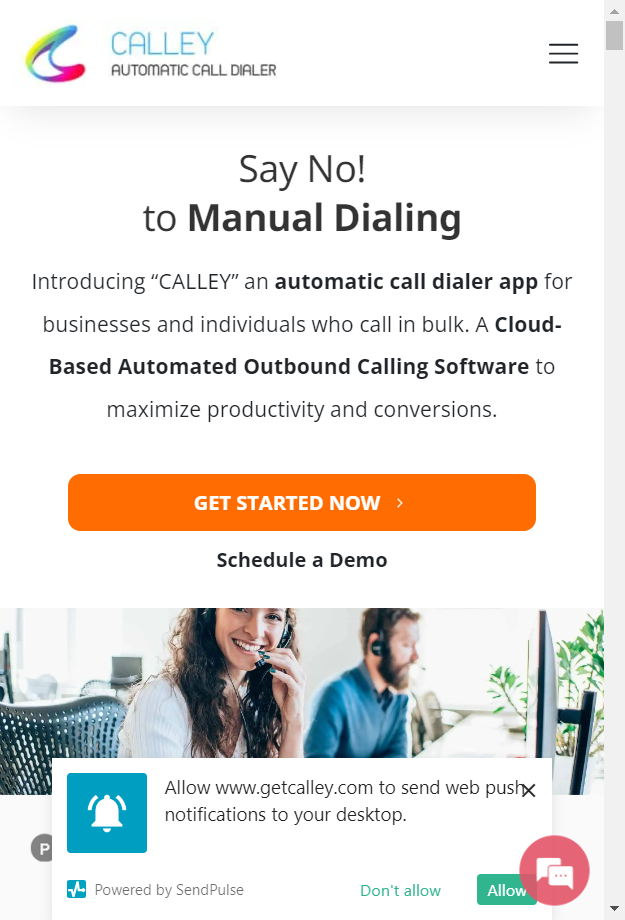 CALLEY
AUTOMATIC CALL DIALER
Say No!
to Manual Dialing
Introducing “CALLEY” an automatic call dialer app for
businesses and individuals who call in bulk. A Cloud-
Based Automated Outbound Calling Software to
maximize productivity and conversions.
GET STARTED NOW
Schedule a Demo
Allow www.getcalley.com to send web push
notifications to your desktop.
P
Powered by SendPulse
Don't allow
Allow